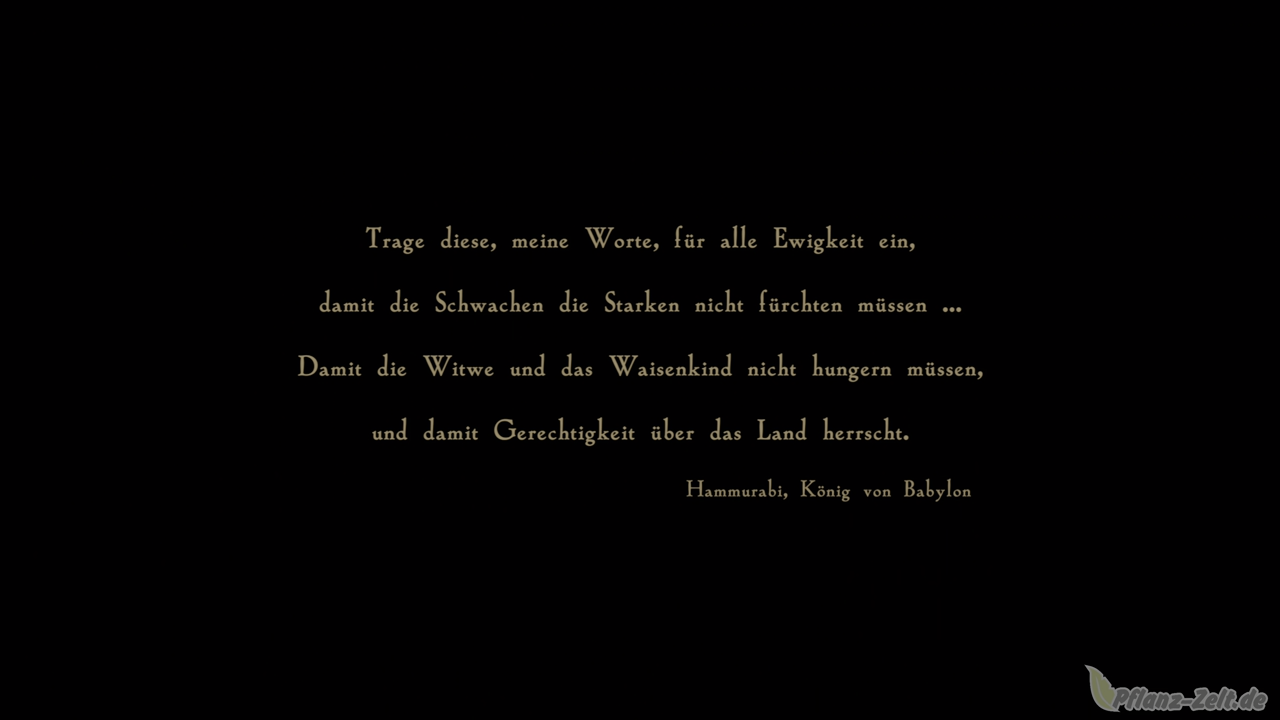 Trage diese, meine Worte, für alle Ewigkeit ein,
damit die Schwachen die Starken nicht fürchten müssen ...
Damit die Witwe und das Waisenkind nicht hungern müssen,
und damit Gerechtigkeit über das Land herrscht.
Hammurabi, König von Babylon
Pflanz-Zelt.de